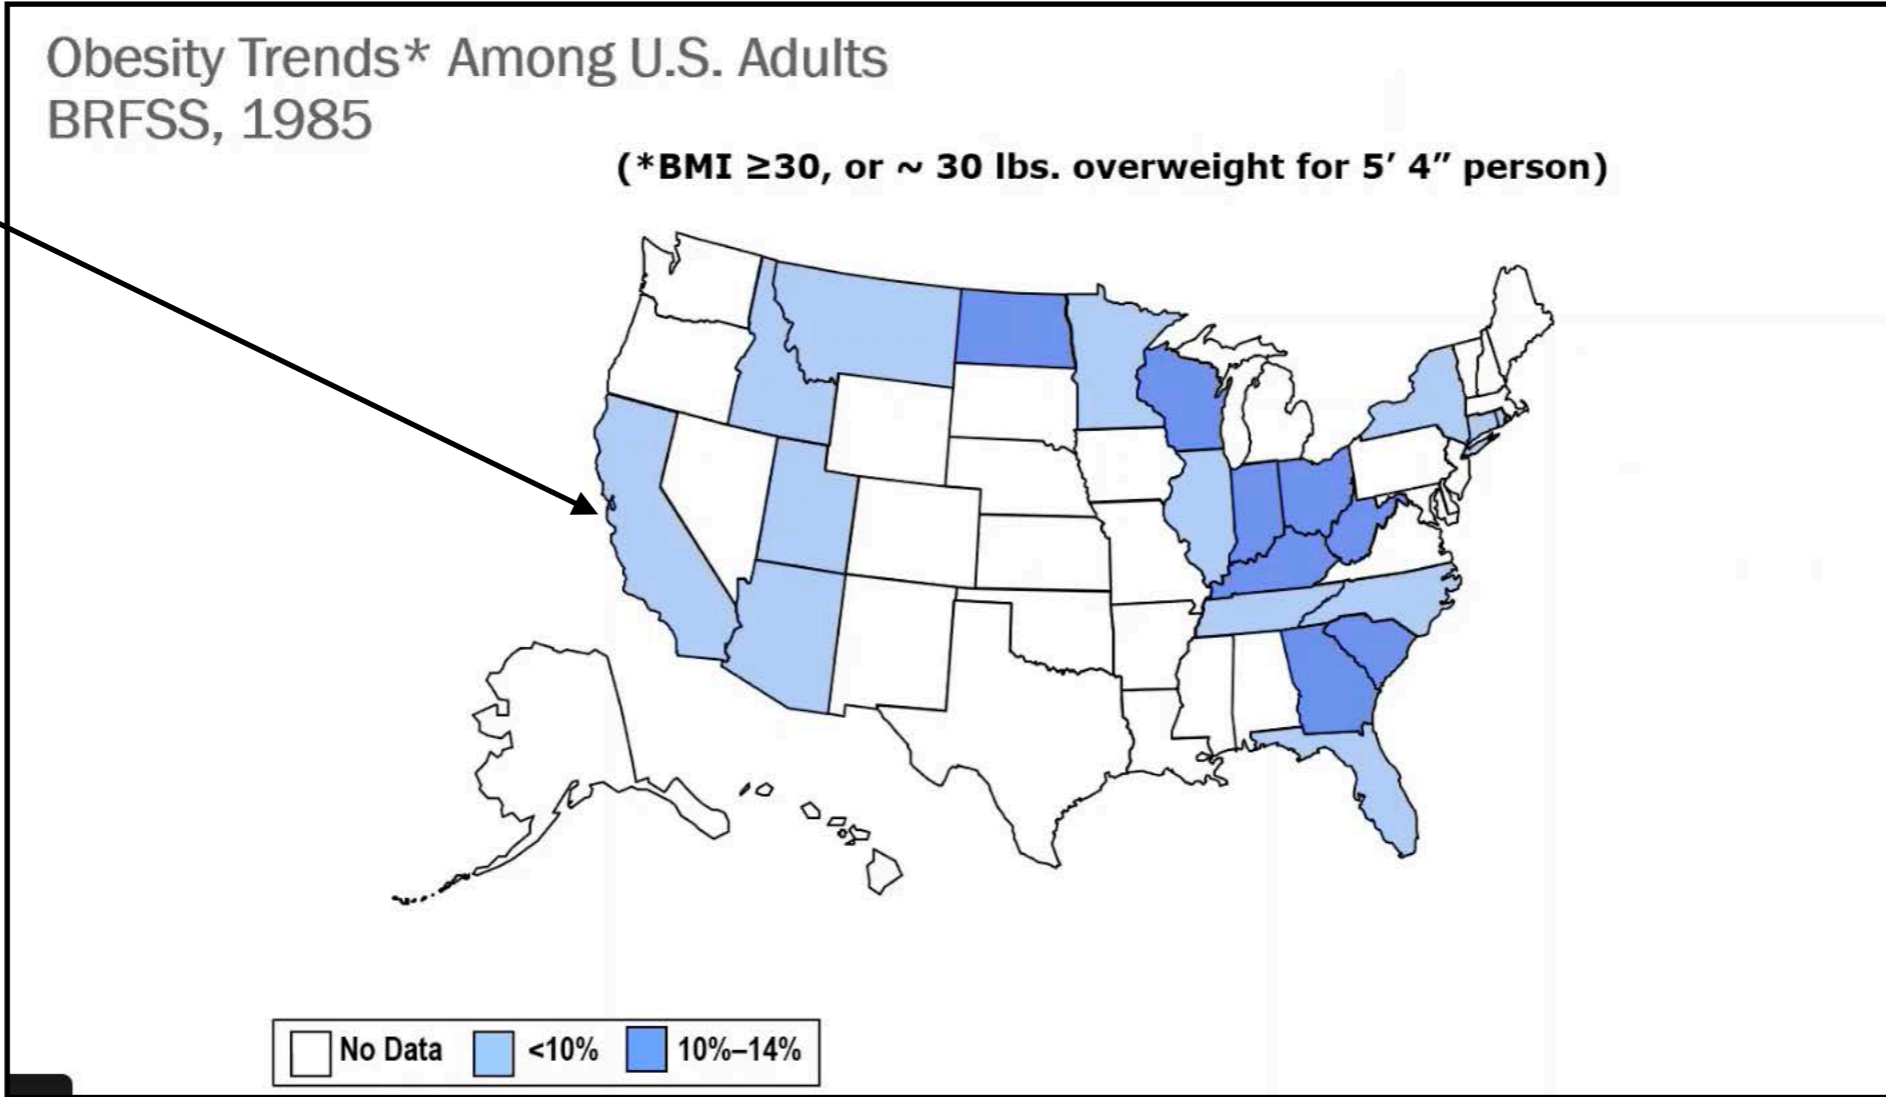 Obesity Trends* Among U.S. Adults
BRFSS, 1985
(*BMI ≥30, or ~ 30 lbs. overweight for 5’ 4” person)
No Data <10% 10%–14%